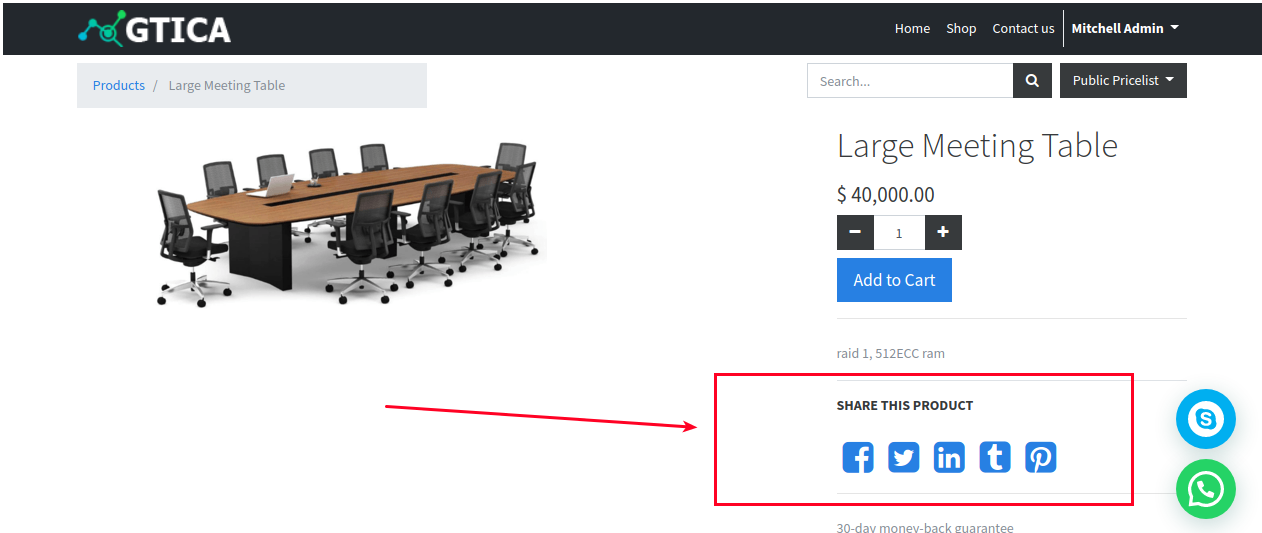 GTICA
Home Shop Contact us Mitchell Admin
Products / Large Meeting Table
Search...
Public Pricelist
Large Meeting Table
$ 40,000.00
1
Add to Cart
raid 1, 512ECC ram
SHARE THIS PRODUCT
30-day money-back guarantee